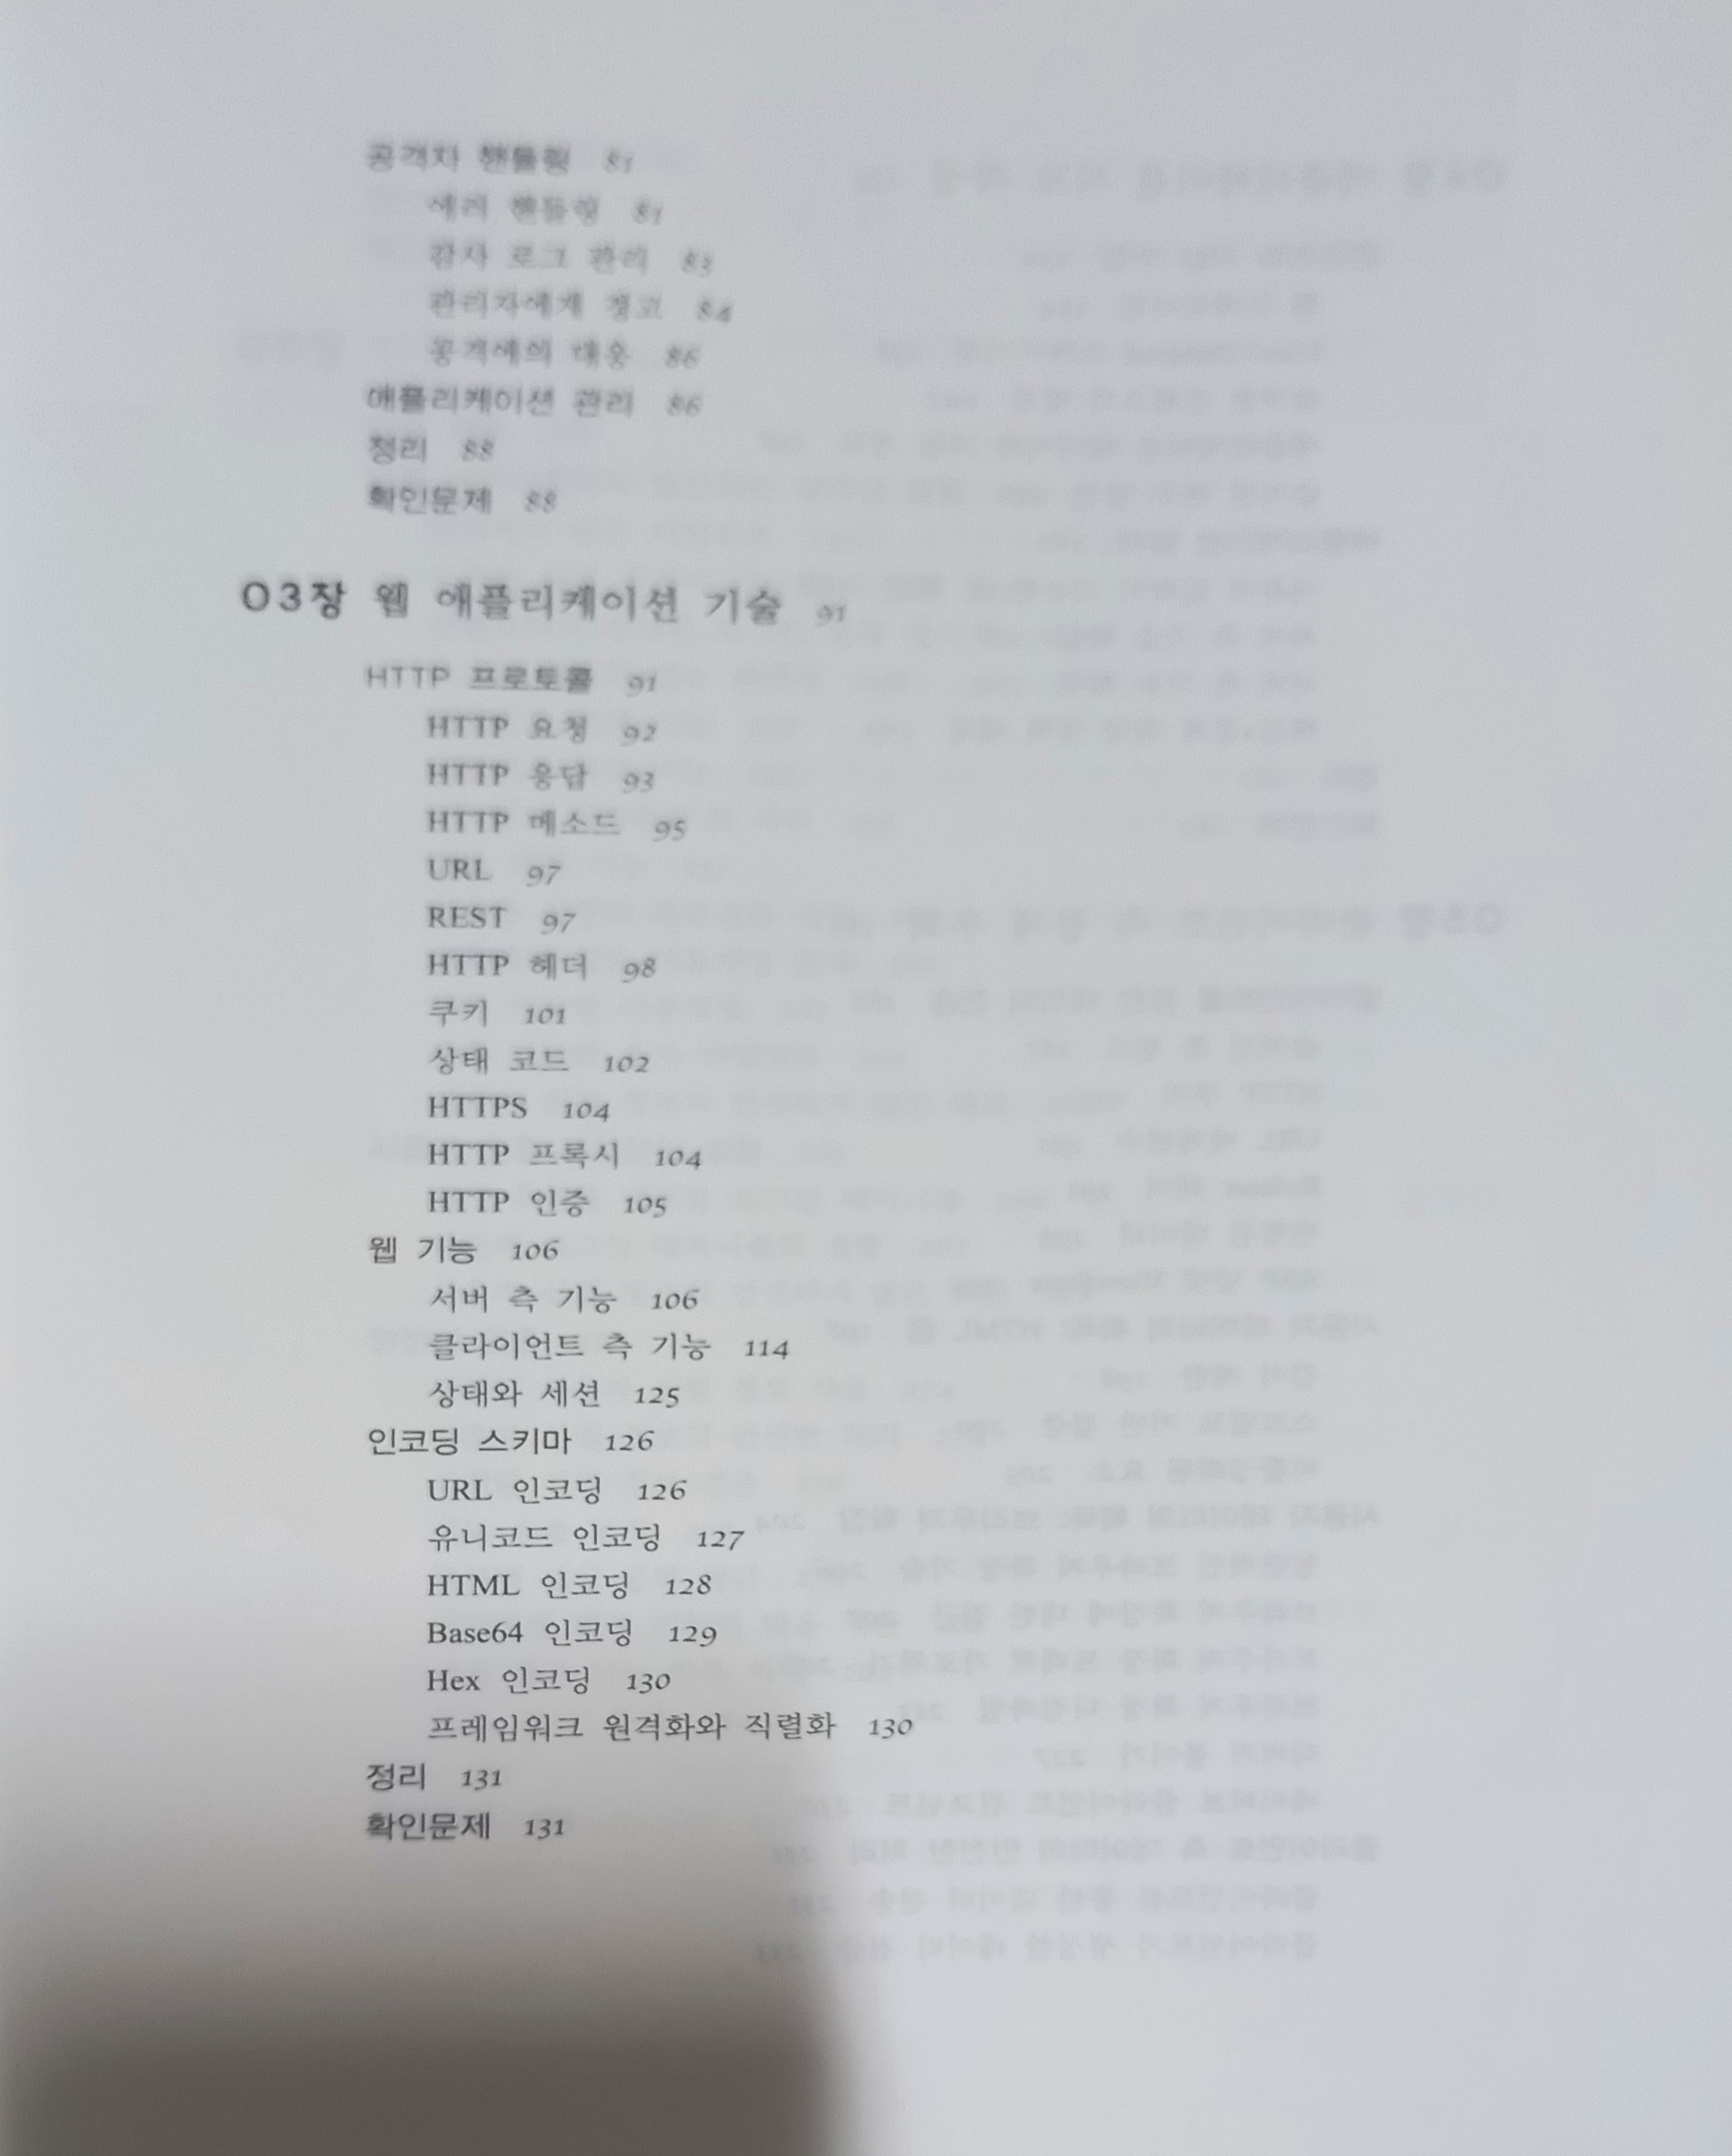 공격자 핸들링 81
에러 핸들링 81
감사 로그 관리 83
관리자에게 경고 84
공격에의 대응 86
애플리케이션 관리 86
정리 88
확인문제 88
03장 웹 애플리케이션 기술 91
HTTP 프로토콜 91
HTTP 요청 92
HTTP 응답 93
HTTP 메소드 95
URL 97
REST 97
HTTP 헤더 98
쿠키 101
상태 코드 102
HTTPS 104
HTTP 프록시 104
HTTP 인증 105
웹 기능 106
서버 측 기능 106
클라이언트 측 기능 114
상태와 세션 125
인코딩 스키마 126
URL 인코딩 126
유니코드 인코딩 127
HTML 인코딩 128
Base64 인코딩 129
Hex 인코딩 130
프레임워크 원격화와 직렬화 130
정리 131
확인문제 131